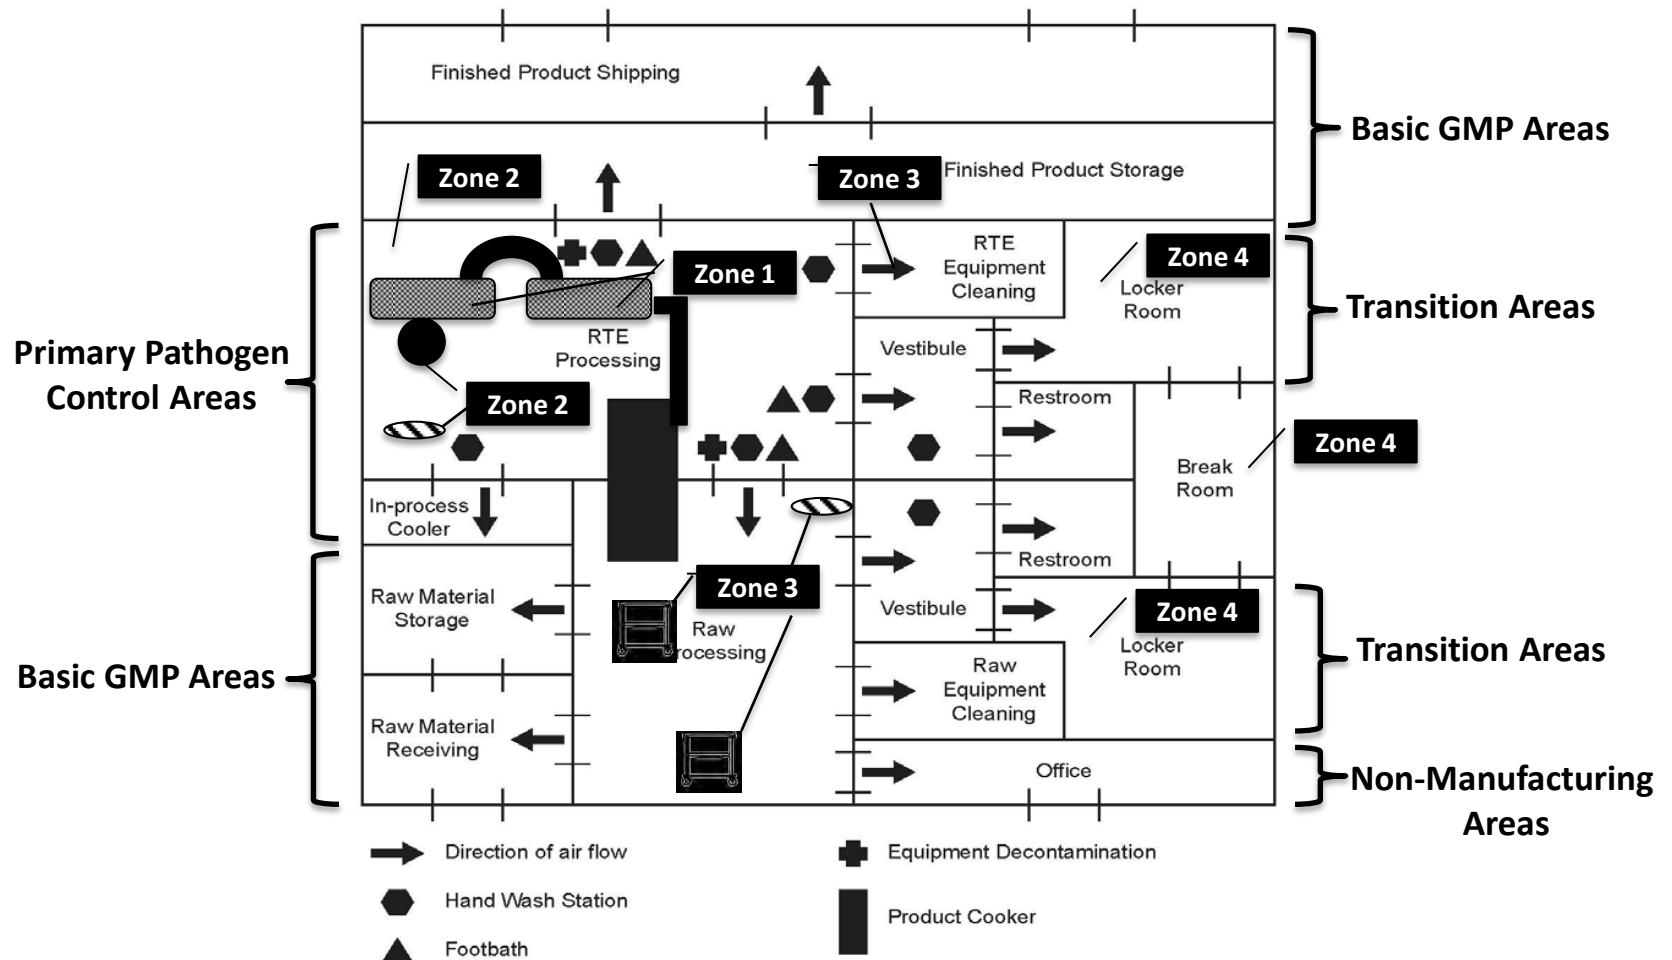 Finished Product Shipping
Basic GMP Areas
Zone 2
Zone 3
Finished Product Storage
RTE
Equipment
Cleaning
Zone 4
Locker
Room
Transition Areas
Zone 1
RTE
Processing
Vestibule
Primary Pathogen
Control Areas
Zone 2
Restroom
Zone 4
Break
Room
In-process
Cooler
Restroom
Raw Material
Storage
Zone 3
Raw
rocessing
Vestibule
Zone 4
Locker
Room
Transition Areas
Basic GMP Areas
Raw
Equipment
Cleaning
Raw Material
Receiving
Office
Non-Manufacturing
Areas
Direction of air flow
Hand Wash Station
Footbath
Equipment Decontamination
Product Cooker